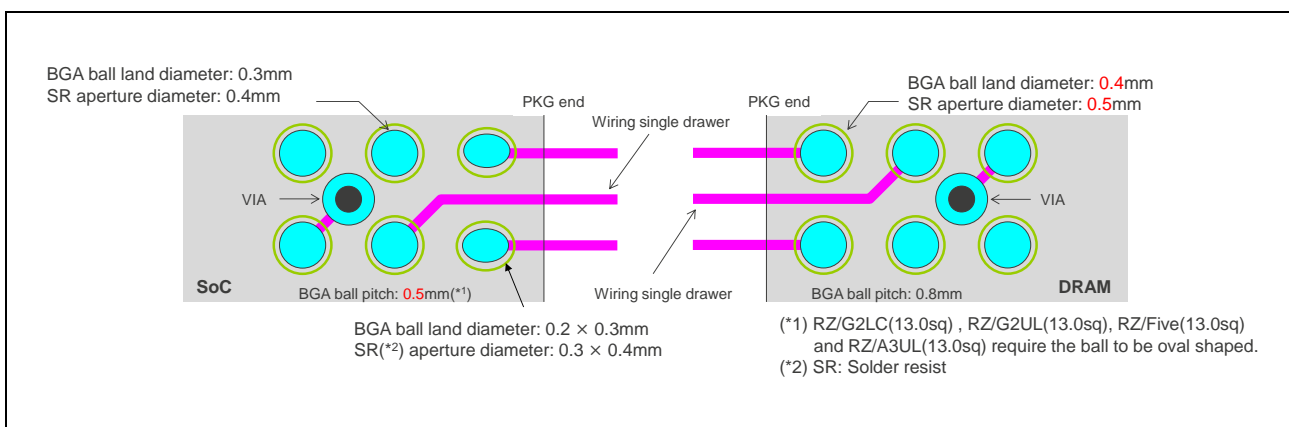 BGA ball land diameter: 0.3mm
SR aperture diameter: 0.4mm
BGA ball land diameter: 0.4mm
SR aperture diameter: 0.5mm
PKG end
PKG end
Wiring single drawer
VIA
VIA
SoC
BGA ball pitch: 0.5mm(*1)
Wiring single drawer
BGA ball pitch: 0.8mm
DRAM
BGA ball land diameter: 0.2 × 0.3mm
SR(*2) aperture diameter: 0.3 × 0.4mm
(*1) RZ/G2LC(13.0sq) , RZ/G2UL(13.0sq), RZ/Five(13.0sq)
and RZ/A3UL(13.0sq) require the ball to be oval shaped.
(*2) SR: Solder resist